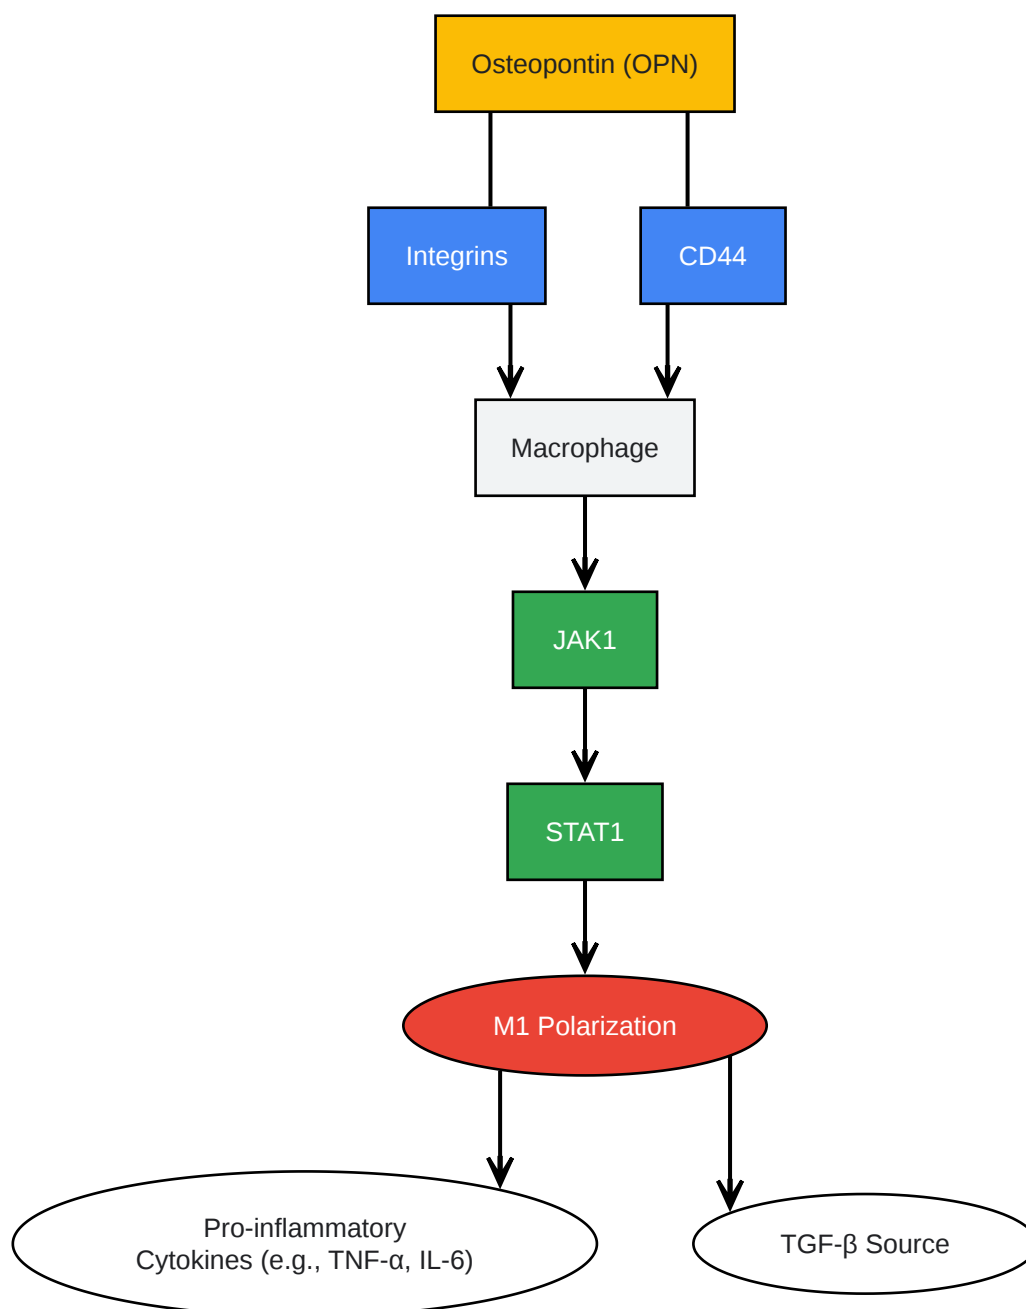 Osteopontin (OPN)
Integrins
CD44
Macrophage
JAK1
STAT1
M1 Polarization
Pro-inflammatory
Cytokines (e.g., TNF-α, IL-6)
TGF-β Source